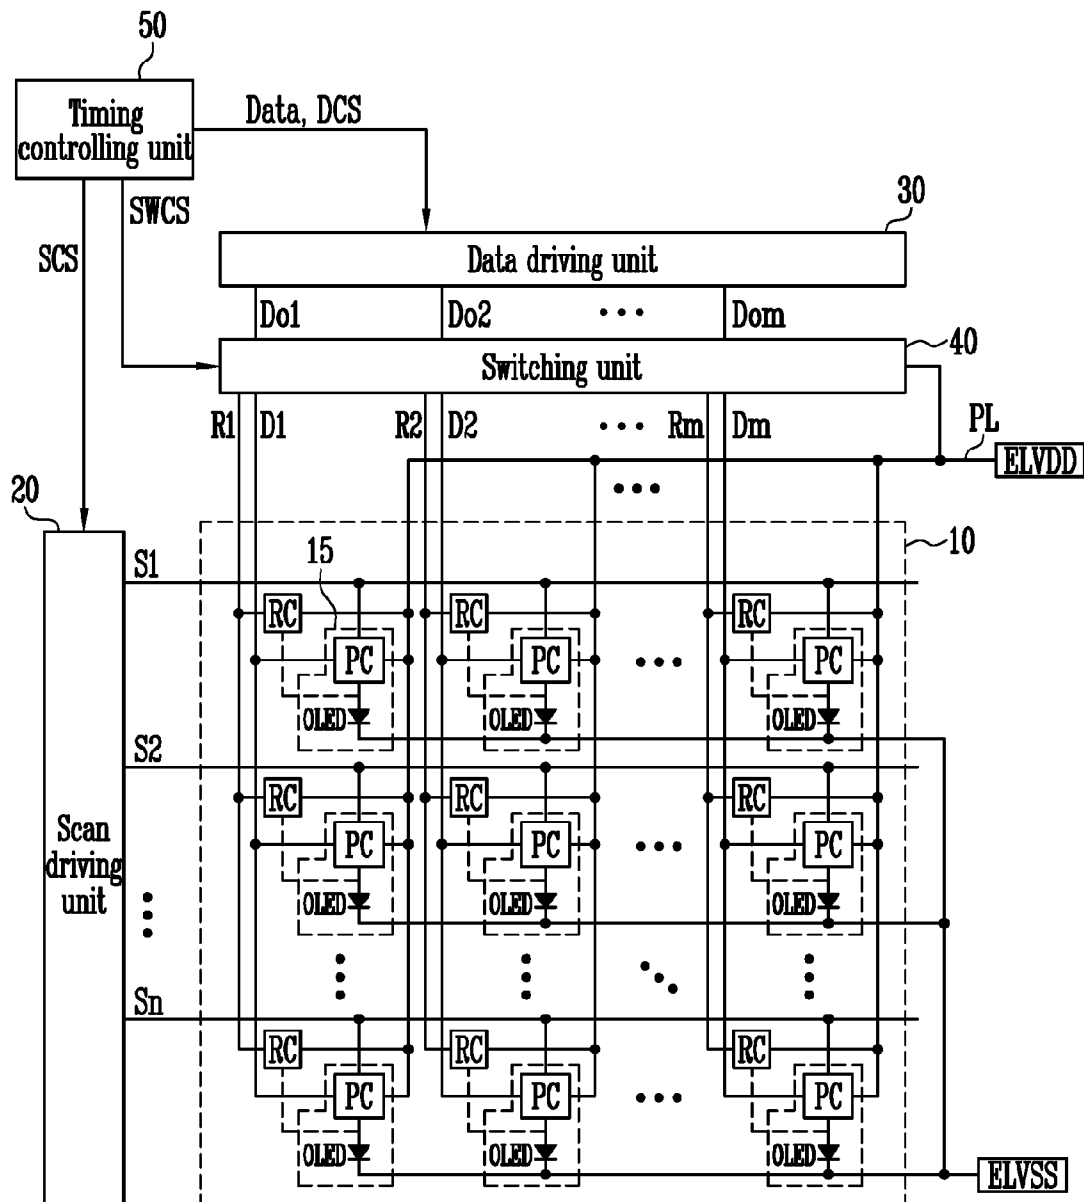 50
Timing
controlling unit
Data, DCS
SWCS
SCS
30
Data driving unit
Do1 Do2 Dom
40
Switching unit
R1 D1 R2 D2 Rm Dm
PL
ELVDD
20
10
S1
15
RC RC RC
PC PC PC
OLED OLED OLED
S2
RC RC RC
PC PC PC
OLED OLED OLED
Scan
driving
unit
Sn
RC RC RC
PC PC PC
OLED OLED OLED
ELVSS